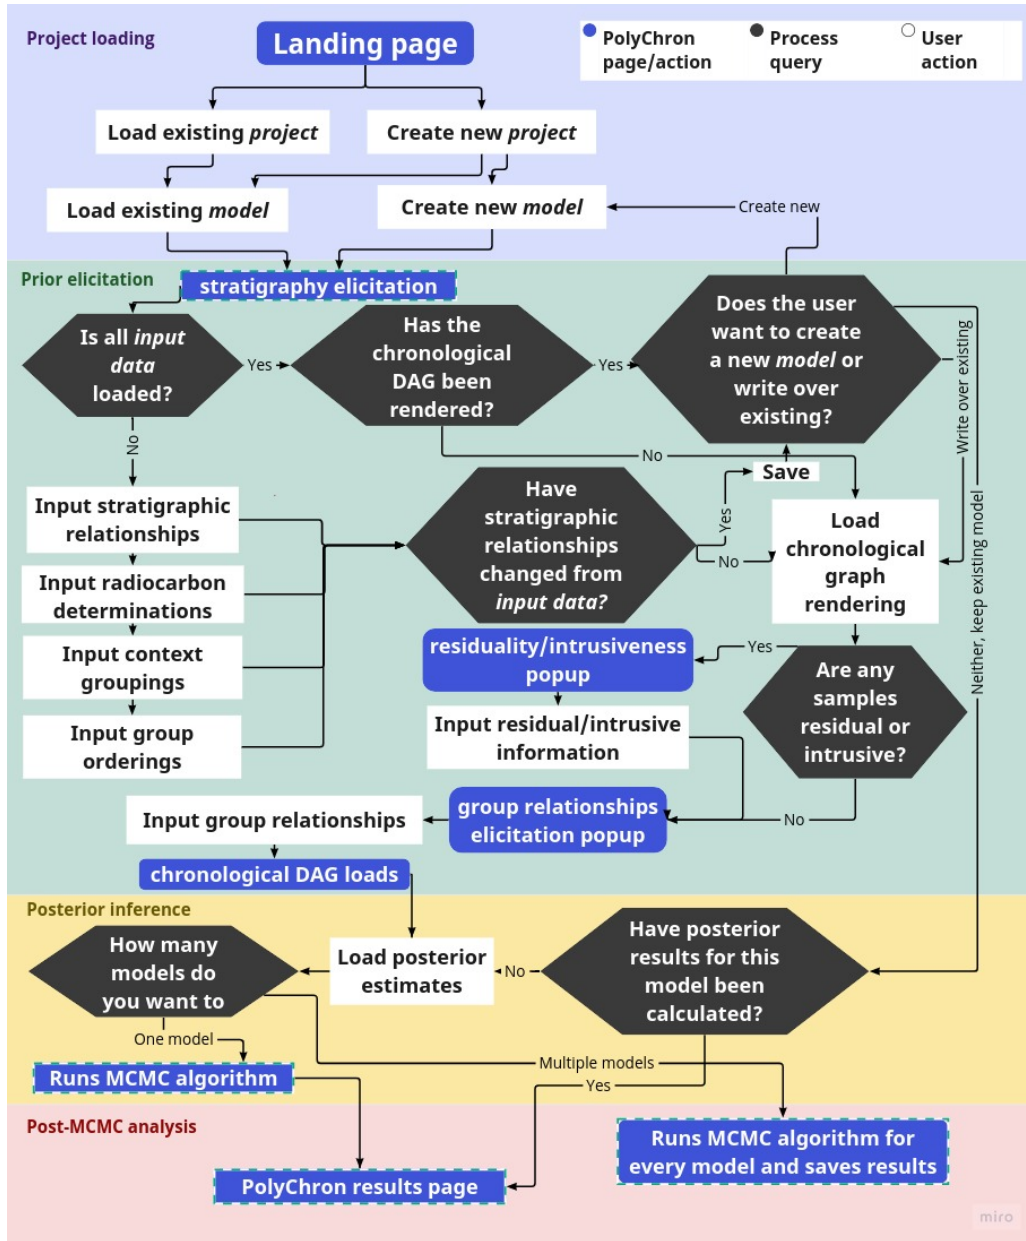 Project loading
Landing page
PolyChron
page/action
Process
query
User
action
Load existing project
Create new project
Load existing model
Create new model
Create new
Prior elicitation
stratigraphy elicitation
Is all input
data
loaded?
Yes
Has the
chronological
DAG been
rendered?
Yes
Does the user
want to create
a new model or
write over
existing?
Write over existing
Neither, keep existing model
No
No
Save
Input stratigraphic
relationships
Input radiocarbon
determinations
Input context
groupings
Input group
orderings
Have
stratigraphic
relationships
changed from
input data?
Yes
No
Load
chronological
graph
rendering
residuality/intrusiveness
popup
Yes
Are any
samples
residual or
intrusive?
Input residual/intrusive
information
No
group relationships
elicitation popup
Input group relationships
chronological DAG loads
Posterior inference
How many
models do
you want to
Load posterior
estimates
No
Have posterior
results for this
model been
calculated?
One model
Multiple models
Yes
Runs MCMC algorithm
Post-MCMC analysis
Runs MCMC algorithm for
every model and saves results
PolyChron results page
miro